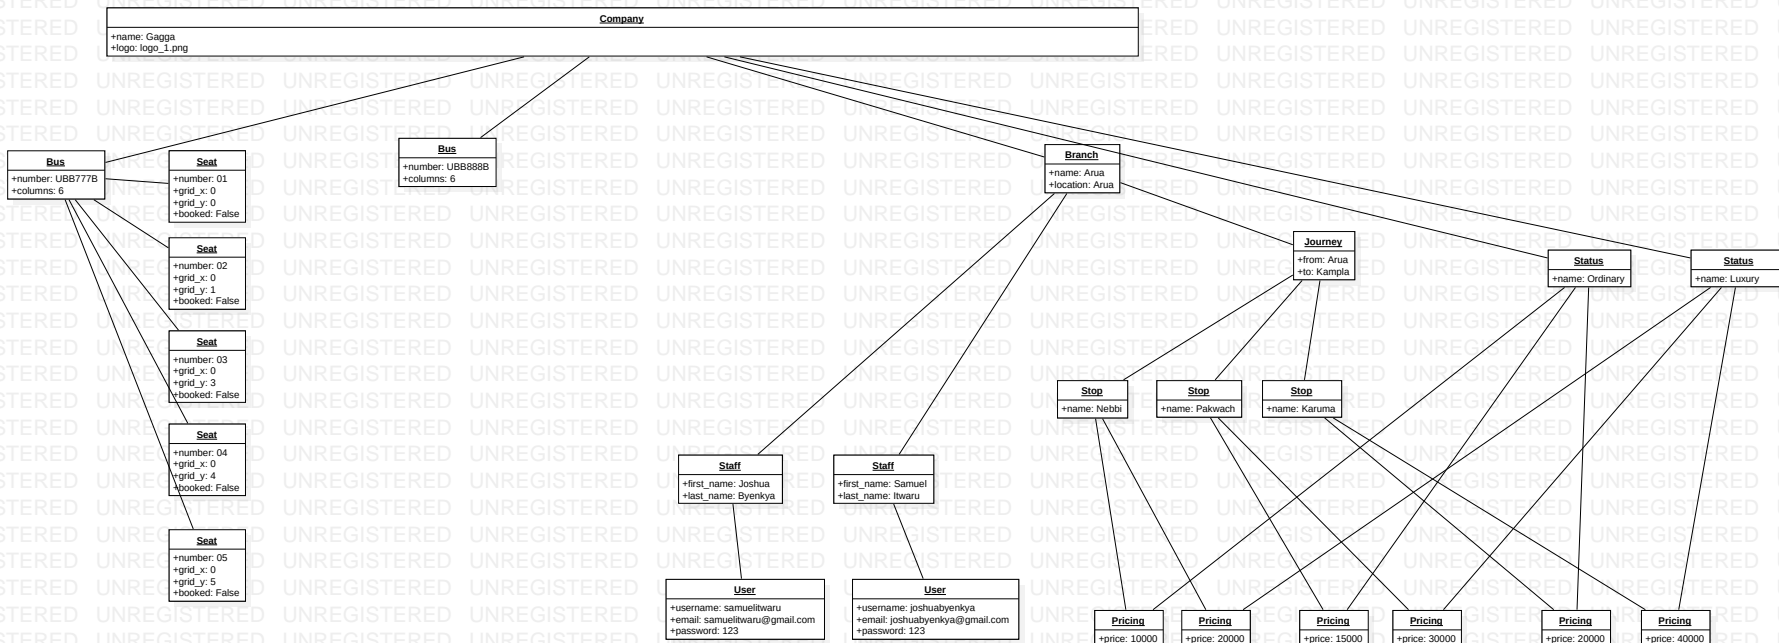 Company
+name: Gagga
+logo: logo_1.png
Bus
+number: UBB777B
+columns: 6
Seat
+number: 01
+grid_x: 0
+grid_y: 0
+booked: False
Seat
+number: 02
+grid_x: 0
+grid_y: 1
+booked: False
Seat
+number: 03
+grid_x: 0
+grid_y: 3
+booked: False
Seat
+number: 04
+grid_x: 0
+grid_y: 4
+booked: False
Seat
+number: 05
+grid_x: 0
+grid_y: 5
+booked: False
Bus
+number: UBB888B
+columns: 6
Branch
+name: Arua
+location: Arua
Staff
+first_name: Joshua
+last_name: Byenkya
Staff
+first_name: Samuel
+last_name: Itwaru
User
+username: samuelitwaru
+email: samuelitwaru@gmail.com
+password: 123
User
+username: joshuabyenkya
+email: joshuabyenkya@gmail.com
+password: 123
Journey
+from: Arua
+to: Kampla
Status
+name: Ordinary
Status
+name: Luxury
Stop
+name: Nebbi
Stop
+name: Pakwach
Stop
+name: Karuma
Pricing
+price: 10000
Pricing
+price: 20000
Pricing
+price: 15000
Pricing
+price: 30000
Pricing
+price: 20000
Pricing
+price: 40000
UNREGISTERED